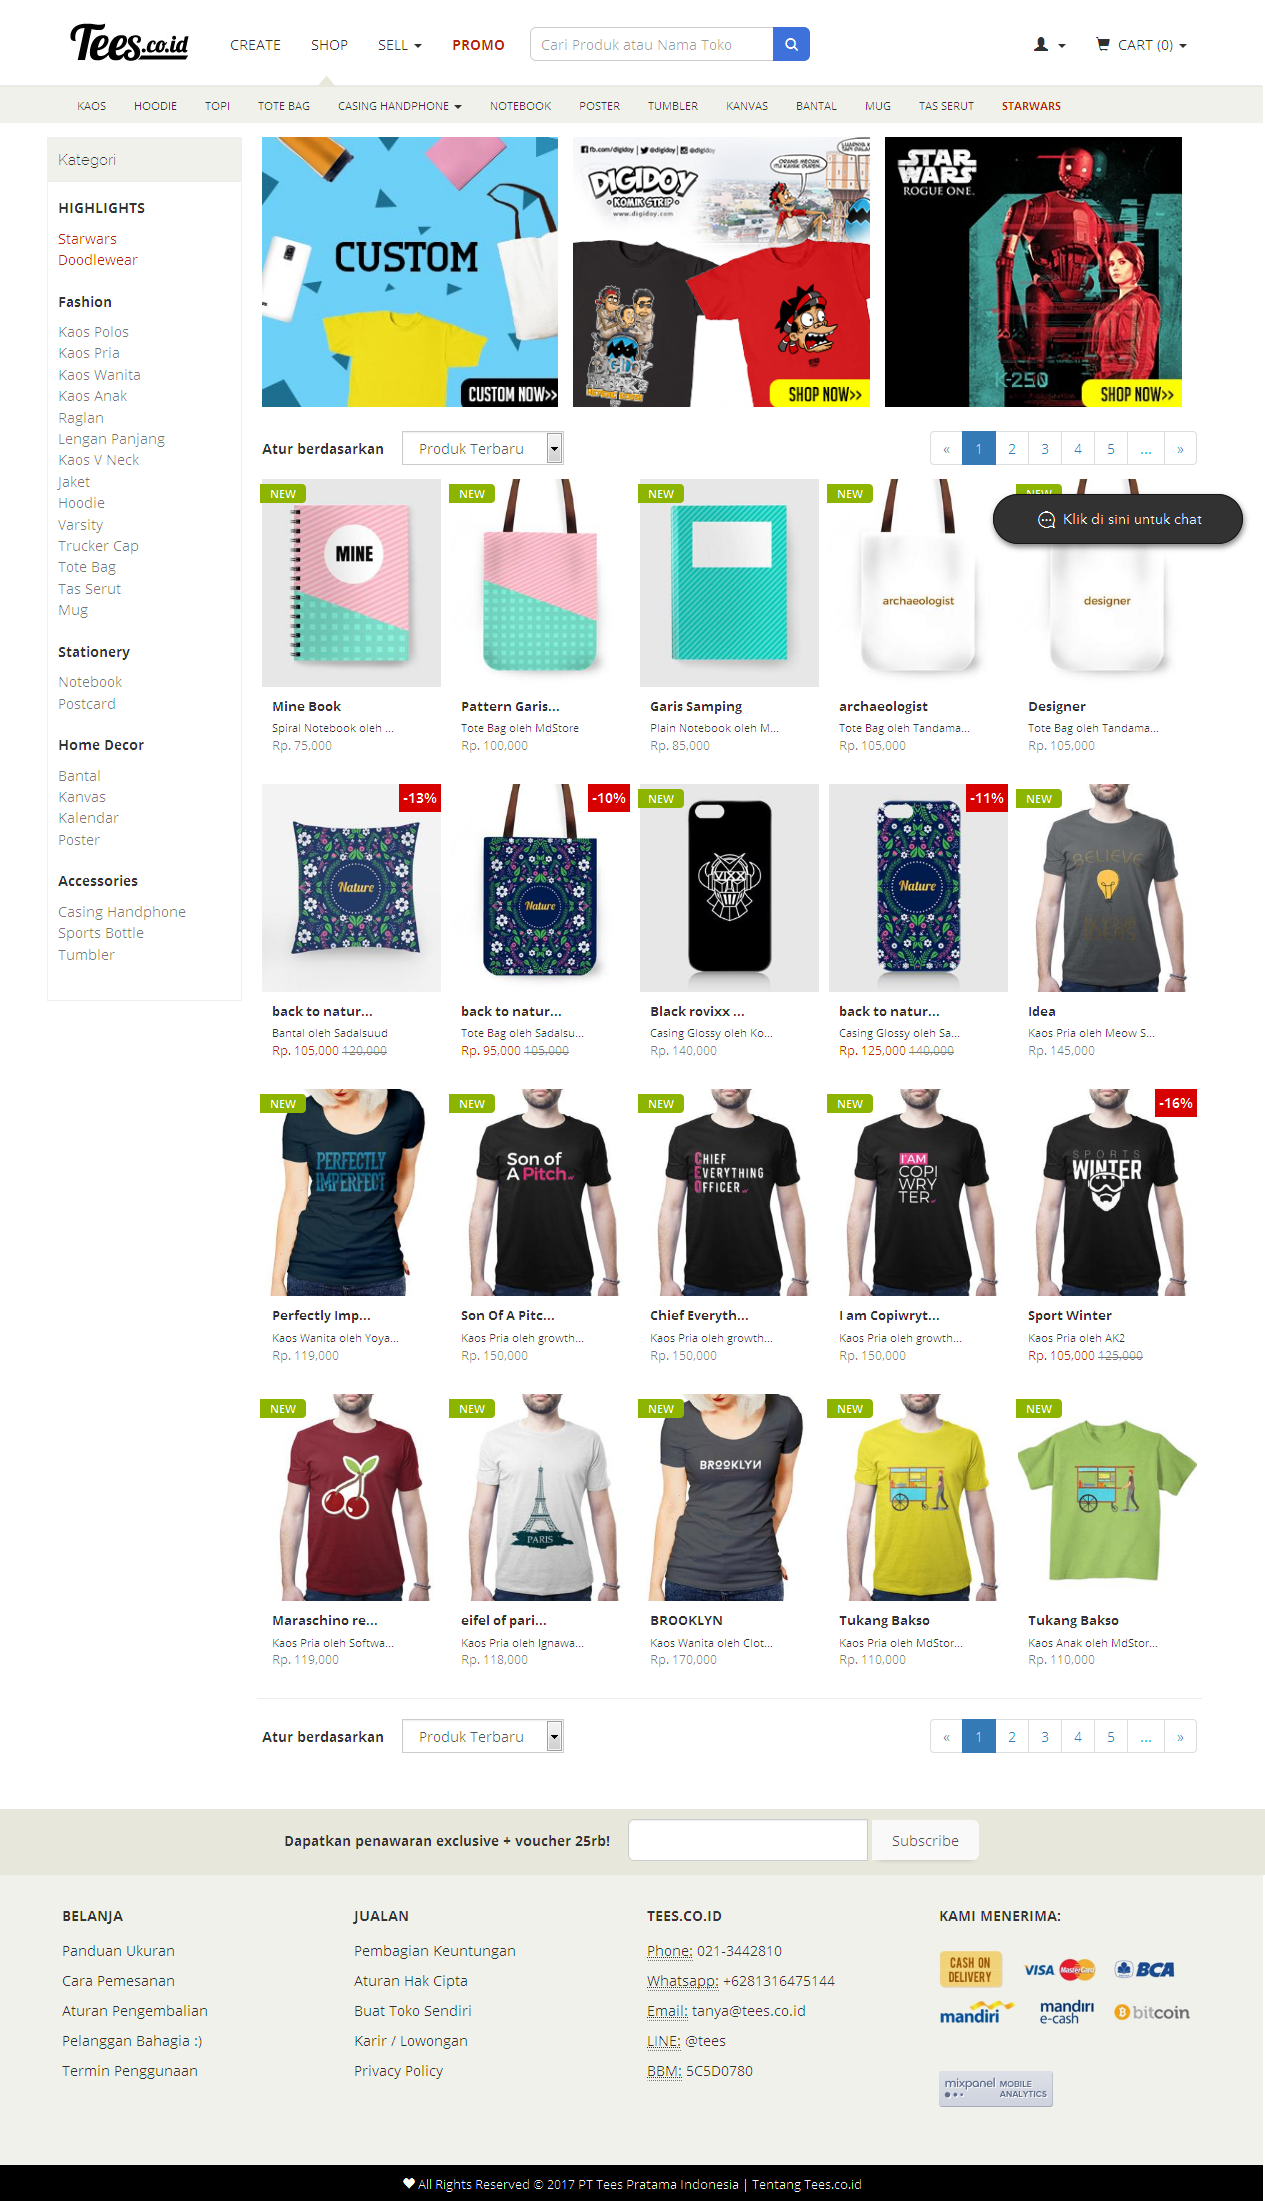 Tees.co.id
CREATE SHOP SELL PROMO Cari Produk atau Nama Toko CART (0)
KAOS HOODIE TOPI TOTE BAG CASING HANDPHONE NOTEBOOK POSTER TUMBLER KANVAS BANTAL MUG TAS SERUT STARWARS
Kategori
HIGHLIGHTS
Starwars
Doodlewear
Fashion
Kaos Polos
Kaos Pria
Kaos Wanita
Kaos Anak
Raglan
Lengan Panjang
Kaos V Neck
Jaket
Hoodie
Varsity
Trucker Cap
Tote Bag
Tas Serut
Mug
Stationery
Notebook
Postcard
Home Decor
Bantal
Kanvas
Kalendar
Poster
Accessories
Casing Handphone
Sports Bottle
Tumbler
CUSTOM
CUSTOM NOW>>
fb.com/digidoy @digidoy @digidoy
DIGIDOY
KOMIK STRIP
www.digidoy.com
SHOP NOW>>
STAR WARS
ROGUE ONE.
K-2SO
SHOP NOW>>
Atur berdasarkan Produk Terbaru « 1 2 3 4 5 ... »
NEW NEW NEW NEW NEW
Klik di sini untuk chat
MINE
archaeologist
designer
Mine Book
Spiral Notebook oleh ...
Rp. 75,000
Pattern Garis...
Tote Bag oleh MdStore
Rp. 100,000
Garis Samping
Plain Notebook oleh M...
Rp. 85,000
archaeologist
Tote Bag oleh Tandama...
Rp. 105,000
Designer
Tote Bag oleh Tandama...
Rp. 105,000
-13% -10% NEW -11% NEW
Nature
Nature
VIXX
Nature
BELIEVE
back to natur...
Bantal oleh Sadalsuud
Rp. 105,000 120,000
back to natur...
Tote Bag oleh Sadalsu...
Rp. 95,000 105,000
Black rovixx ...
Casing Glossy oleh Ko...
Rp. 140,000
back to natur...
Casing Glossy oleh Sa...
Rp. 125,000 140,000
Idea
Kaos Pria oleh Meow S...
Rp. 145,000
NEW NEW NEW NEW -16%
PERFECTLY
IMPERFECT
Son of
A Pitch
CHIEF
EVERYTHING
OFFICER
I'AM
COPI
WRY
TER
SPORTS
WINTER
Perfectly Imp...
Kaos Wanita oleh Yoya...
Rp. 119,000
Son Of A Pitc...
Kaos Pria oleh growth...
Rp. 150,000
Chief Everyth...
Kaos Pria oleh growth...
Rp. 150,000
I am Copiwryt...
Kaos Pria oleh growth...
Rp. 150,000
Sport Winter
Kaos Pria oleh AK2
Rp. 105,000 125,000
NEW NEW NEW NEW NEW
PARIS
BROOKLYN
Maraschino re...
Kaos Pria oleh Softwa...
Rp. 119,000
eifel of pari...
Kaos Pria oleh Ignawa...
Rp. 118,000
BROOKLYN
Kaos Wanita oleh Clot...
Rp. 170,000
Tukang Bakso
Kaos Pria oleh MdStor...
Rp. 110,000
Tukang Bakso
Kaos Anak oleh MdStor...
Rp. 110,000
Atur berdasarkan Produk Terbaru « 1 2 3 4 5 ... »
Dapatkan penawaran exclusive + voucher 25rb! Subscribe
BELANJA
Panduan Ukuran
Cara Pemesanan
Aturan Pengembalian
Pelanggan Bahagia :)
Termin Penggunaan
JUALAN
Pembagian Keuntungan
Aturan Hak Cipta
Buat Toko Sendiri
Karir / Lowongan
Privacy Policy
TEES.CO.ID
Phone: 021-3442810
Whatsapp: +6281316475144
Email: tanya@tees.co.id
LINE: @tees
BBM: 5C5D0780
KAMI MENERIMA:
CASH ON DELIVERY VISA MasterCard BCA
mandiri mandiri e-cash bitcoin
mixpanel MOBILE ANALYTICS
All Rights Reserved © 2017 PT Tees Pratama Indonesia | Tentang Tees.co.id